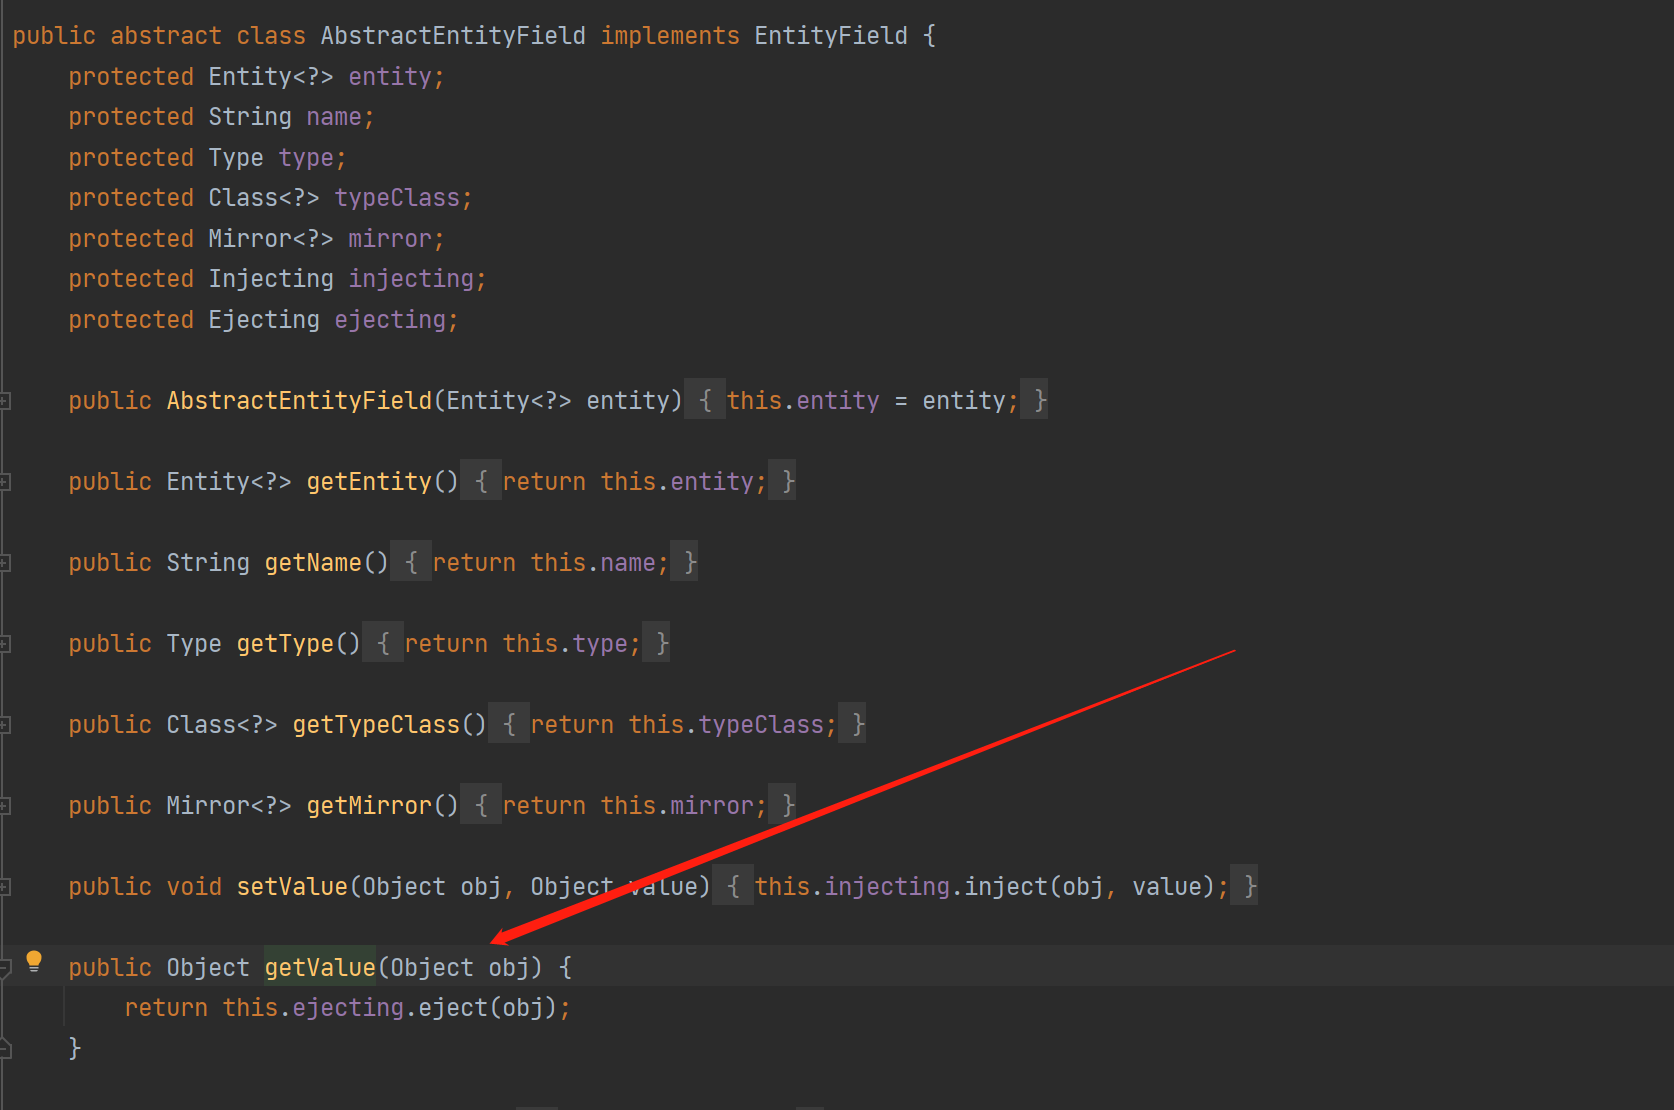 public abstract class AbstractEntityField implements EntityField {
protected Entity<?> entity;
protected String name;
protected Type type;
protected Class<?> typeClass;
protected Mirror<?> mirror;
protected Injecting injecting;
protected Ejecting ejecting;
public AbstractEntityField(Entity<?> entity) { this.entity = entity; }
public Entity<?> getEntity() { return this.entity; }
public String getName() { return this.name; }
public Type getType() { return this.type; }
public Class<?> getTypeClass() { return this.typeClass; }
public Mirror<?> getMirror() { return this.mirror; }
public void setValue(Object obj, Object value) { this.injecting.inject(obj, value); }
public Object getValue(Object obj) {
return this.ejecting.eject(obj);
}